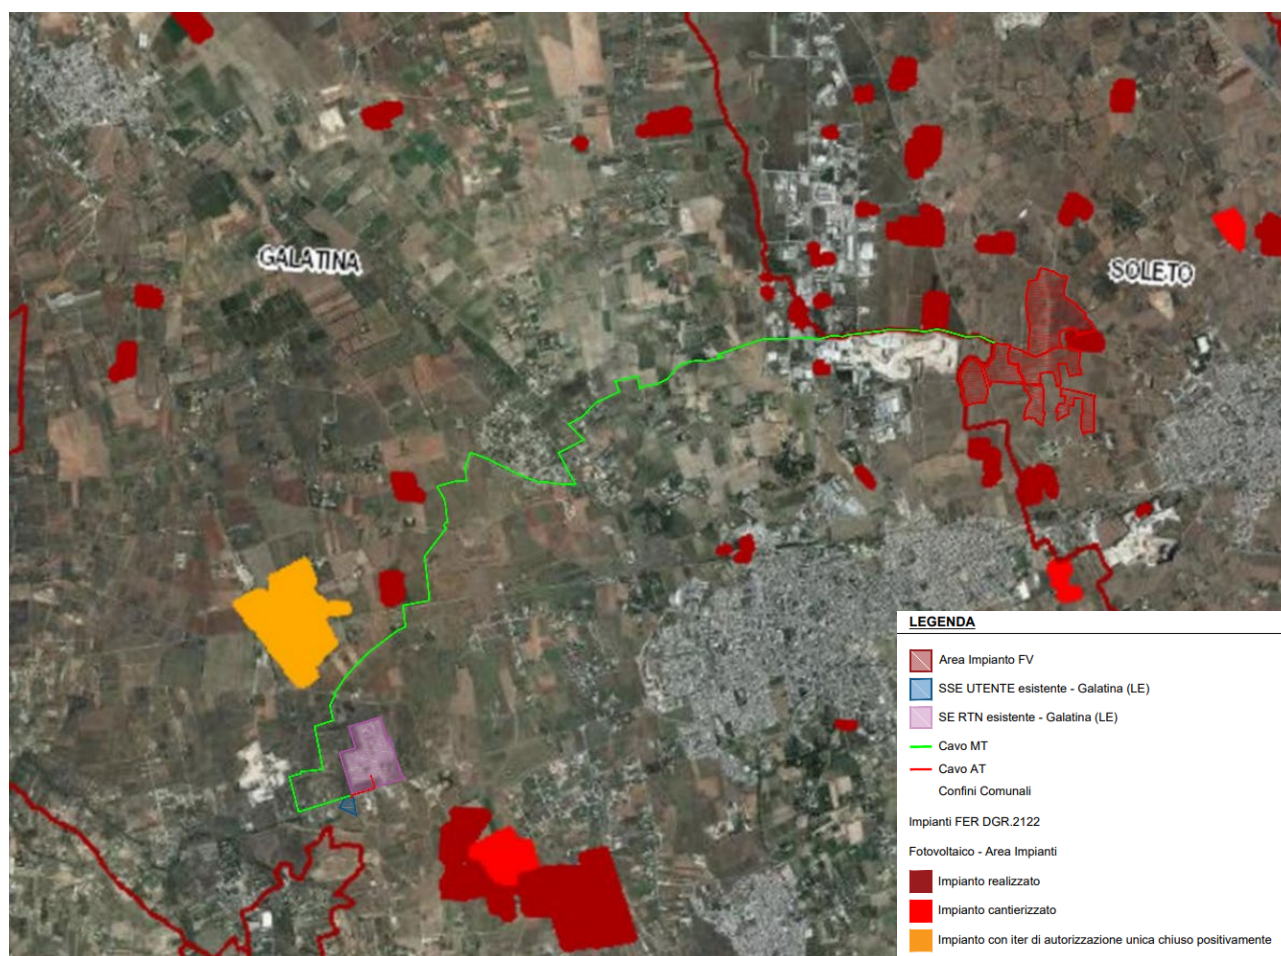 GALATINA
SOLETO
LEGENDA
Area Impianto FV
SSE UTENTE esistente - Galatina (LE)
SE RTN esistente - Galatina (LE)
Cavo MT
Cavo AT
Confini Comunali
Impianti FER DGR.2122
Fotovoltaico - Area Impianti
Impianto realizzato
Impianto cantierizzato
Impianto con iter di autorizzazione unica chiuso positivamente